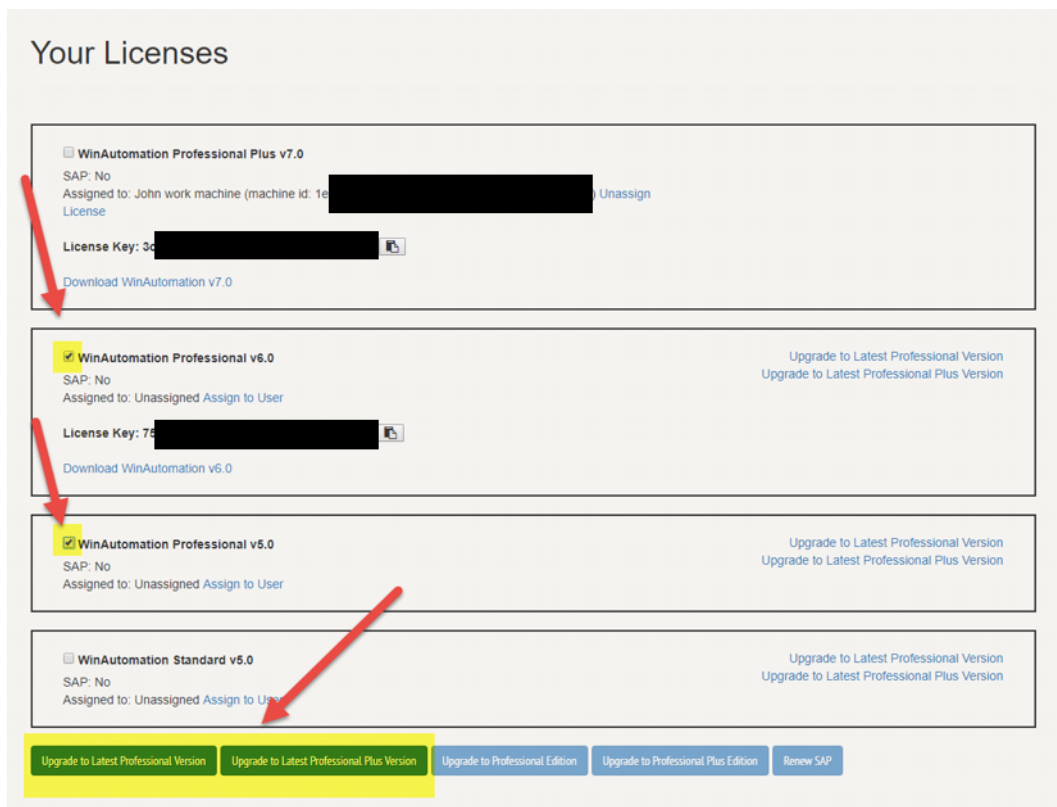 Your Licenses
WinAutomation Professional Plus v7.0
SAP: No
Assigned to: John work machine (machine id: 1e ) Unassign
License
License Key: 3c
Download WinAutomation v7.0
WinAutomation Professional v6.0
Upgrade to Latest Professional Version
SAP: No
Upgrade to Latest Professional Plus Version
Assigned to: Unassigned Assign to User
License Key: 75
Download WinAutomation v6.0
WinAutomation Professional v5.0
Upgrade to Latest Professional Version
SAP: No
Upgrade to Latest Professional Plus Version
Assigned to: Unassigned Assign to User
WinAutomation Standard v5.0
Upgrade to Latest Professional Version
SAP: No
Upgrade to Latest Professional Plus Version
Assigned to: Unassigned Assign to User
Upgrade to Latest Professional Version Upgrade to Latest Professional Plus Version Upgrade to Professional Edition Upgrade to Professional Plus Edition Renew SAP